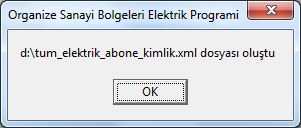 Organize Sanayi Bolgeleri Elektrik Programi
d:\tum_elektrik_abone_kimlik.xml dosyası oluştu
OK